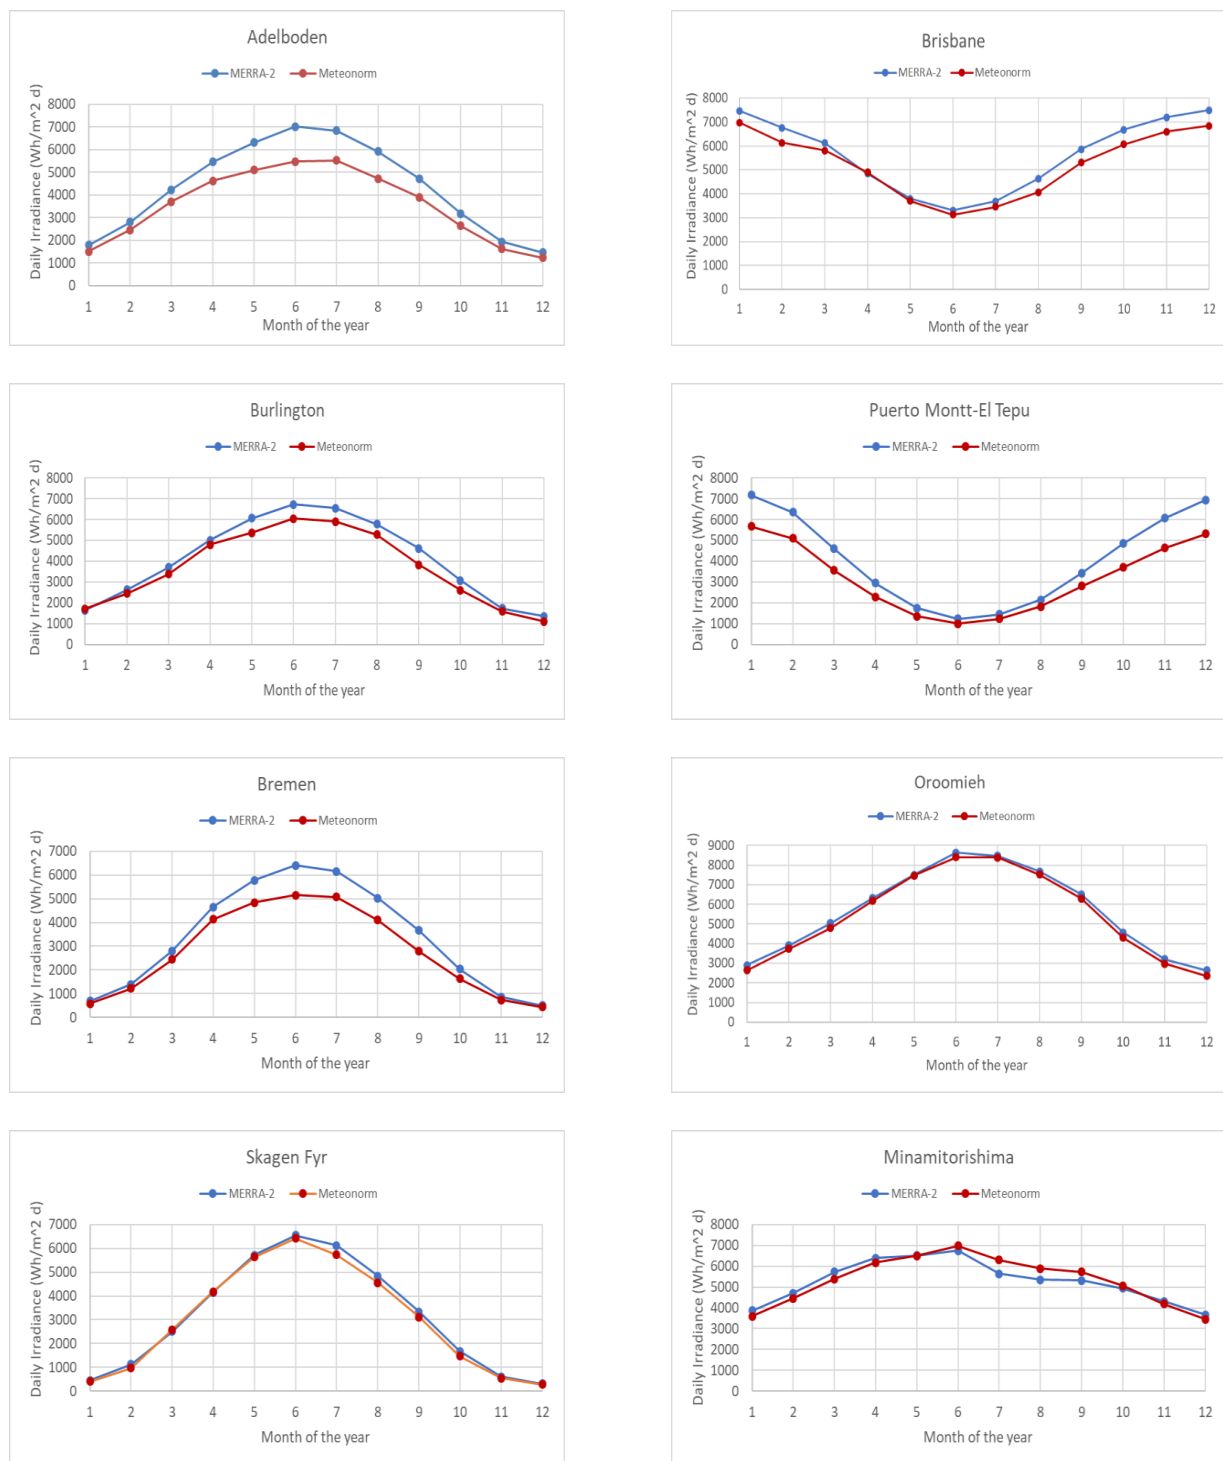 Adelboden
MERRA-2 Meteonorm
Daily Irradiance (Wh/m^2 d)
8000
7000
6000
5000
4000
3000
2000
1000
0
1 2 3 4 5 6 7 8 9 10 11 12
Month of the year
Brisbane
MERRA-2 Meteonorm
Daily Irradiance (Wh/m^2 d)
8000
7000
6000
5000
4000
3000
2000
1000
0
1 2 3 4 5 6 7 8 9 10 11 12
Month of the year
Burlington
MERRA-2 Meteonorm
Daily Irradiance (Wh/m^2 d)
8000
7000
6000
5000
4000
3000
2000
1000
0
1 2 3 4 5 6 7 8 9 10 11 12
Month of the year
Puerto Montt-El Tepu
MERRA-2 Meteonorm
Daily Irradiance (Wh/m^2 d)
8000
7000
6000
5000
4000
3000
2000
1000
0
1 2 3 4 5 6 7 8 9 10 11 12
Month of the year
Bremen
MERRA-2 Meteonorm
Daily Irradiance (Wh/m^2 d)
7000
6000
5000
4000
3000
2000
1000
0
1 2 3 4 5 6 7 8 9 10 11 12
Month of the year
Oroomieh
MERRA-2 Meteonorm
Daily Irradiance (Wh/m^2 d)
9000
8000
7000
6000
5000
4000
3000
2000
1000
0
1 2 3 4 5 6 7 8 9 10 11 12
Month of the year
Skagen Fyr
MERRA-2 Meteonorm
Daily Irradiance (Wh/m^2 d)
7000
6000
5000
4000
3000
2000
1000
0
1 2 3 4 5 6 7 8 9 10 11 12
Month of the year
Minamitorishima
MERRA-2 Meteonorm
Daily Irradiance (Wh/m^2 d)
8000
7000
6000
5000
4000
3000
2000
1000
0
1 2 3 4 5 6 7 8 9 10 11 12
Month of the year